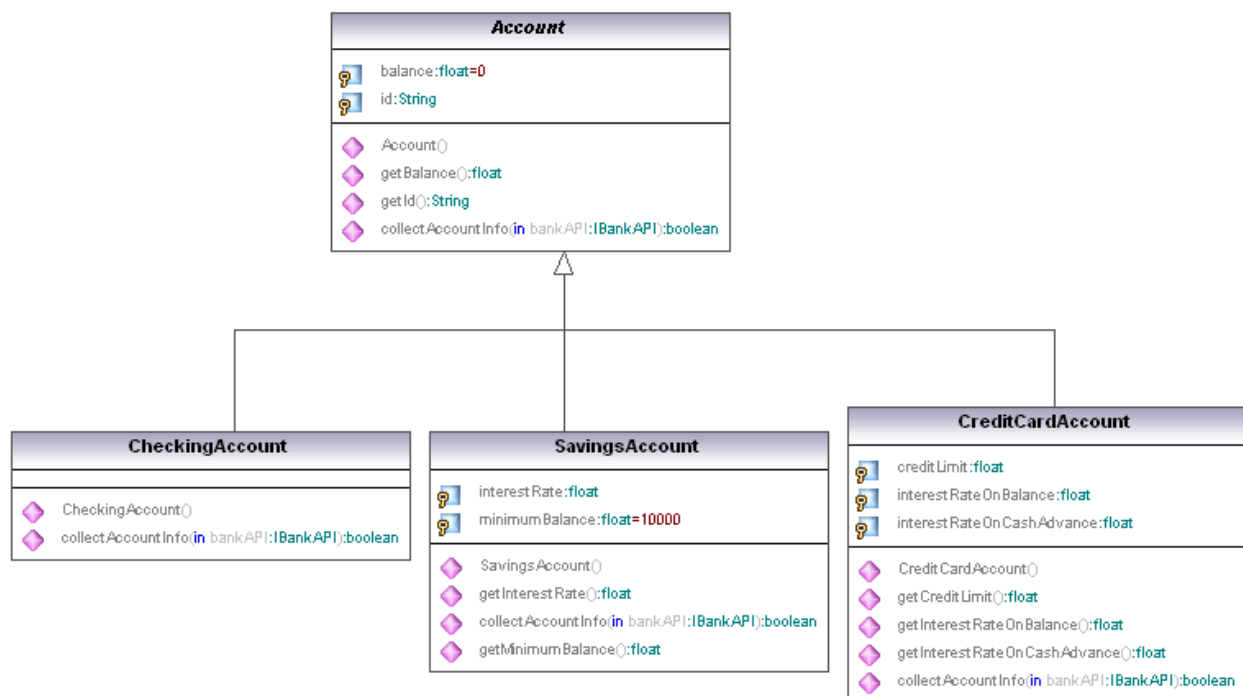 Account
balance:float=0
id:String
Account()
getBalance():float
getId():String
collectAccountInfo(in bankAPI:IBankAPI):boolean
CheckingAccount
CheckingAccount()
collectAccountInfo(in bankAPI:IBankAPI):boolean
SavingsAccount
interestRate:float
minimumBalance:float=10000
SavingsAccount()
getInterestRate():float
collectAccountInfo(in bankAPI:IBankAPI):boolean
getMinimumBalance():float
CreditCardAccount
creditLimit:float
interestRateOnBalance:float
interestRateOnCashAdvance:float
CreditCardAccount()
getCreditLimit():float
getInterestRateOnBalance():float
getInterestRateOnCashAdvance():float
collectAccountInfo(in bankAPI:IBankAPI):boolean